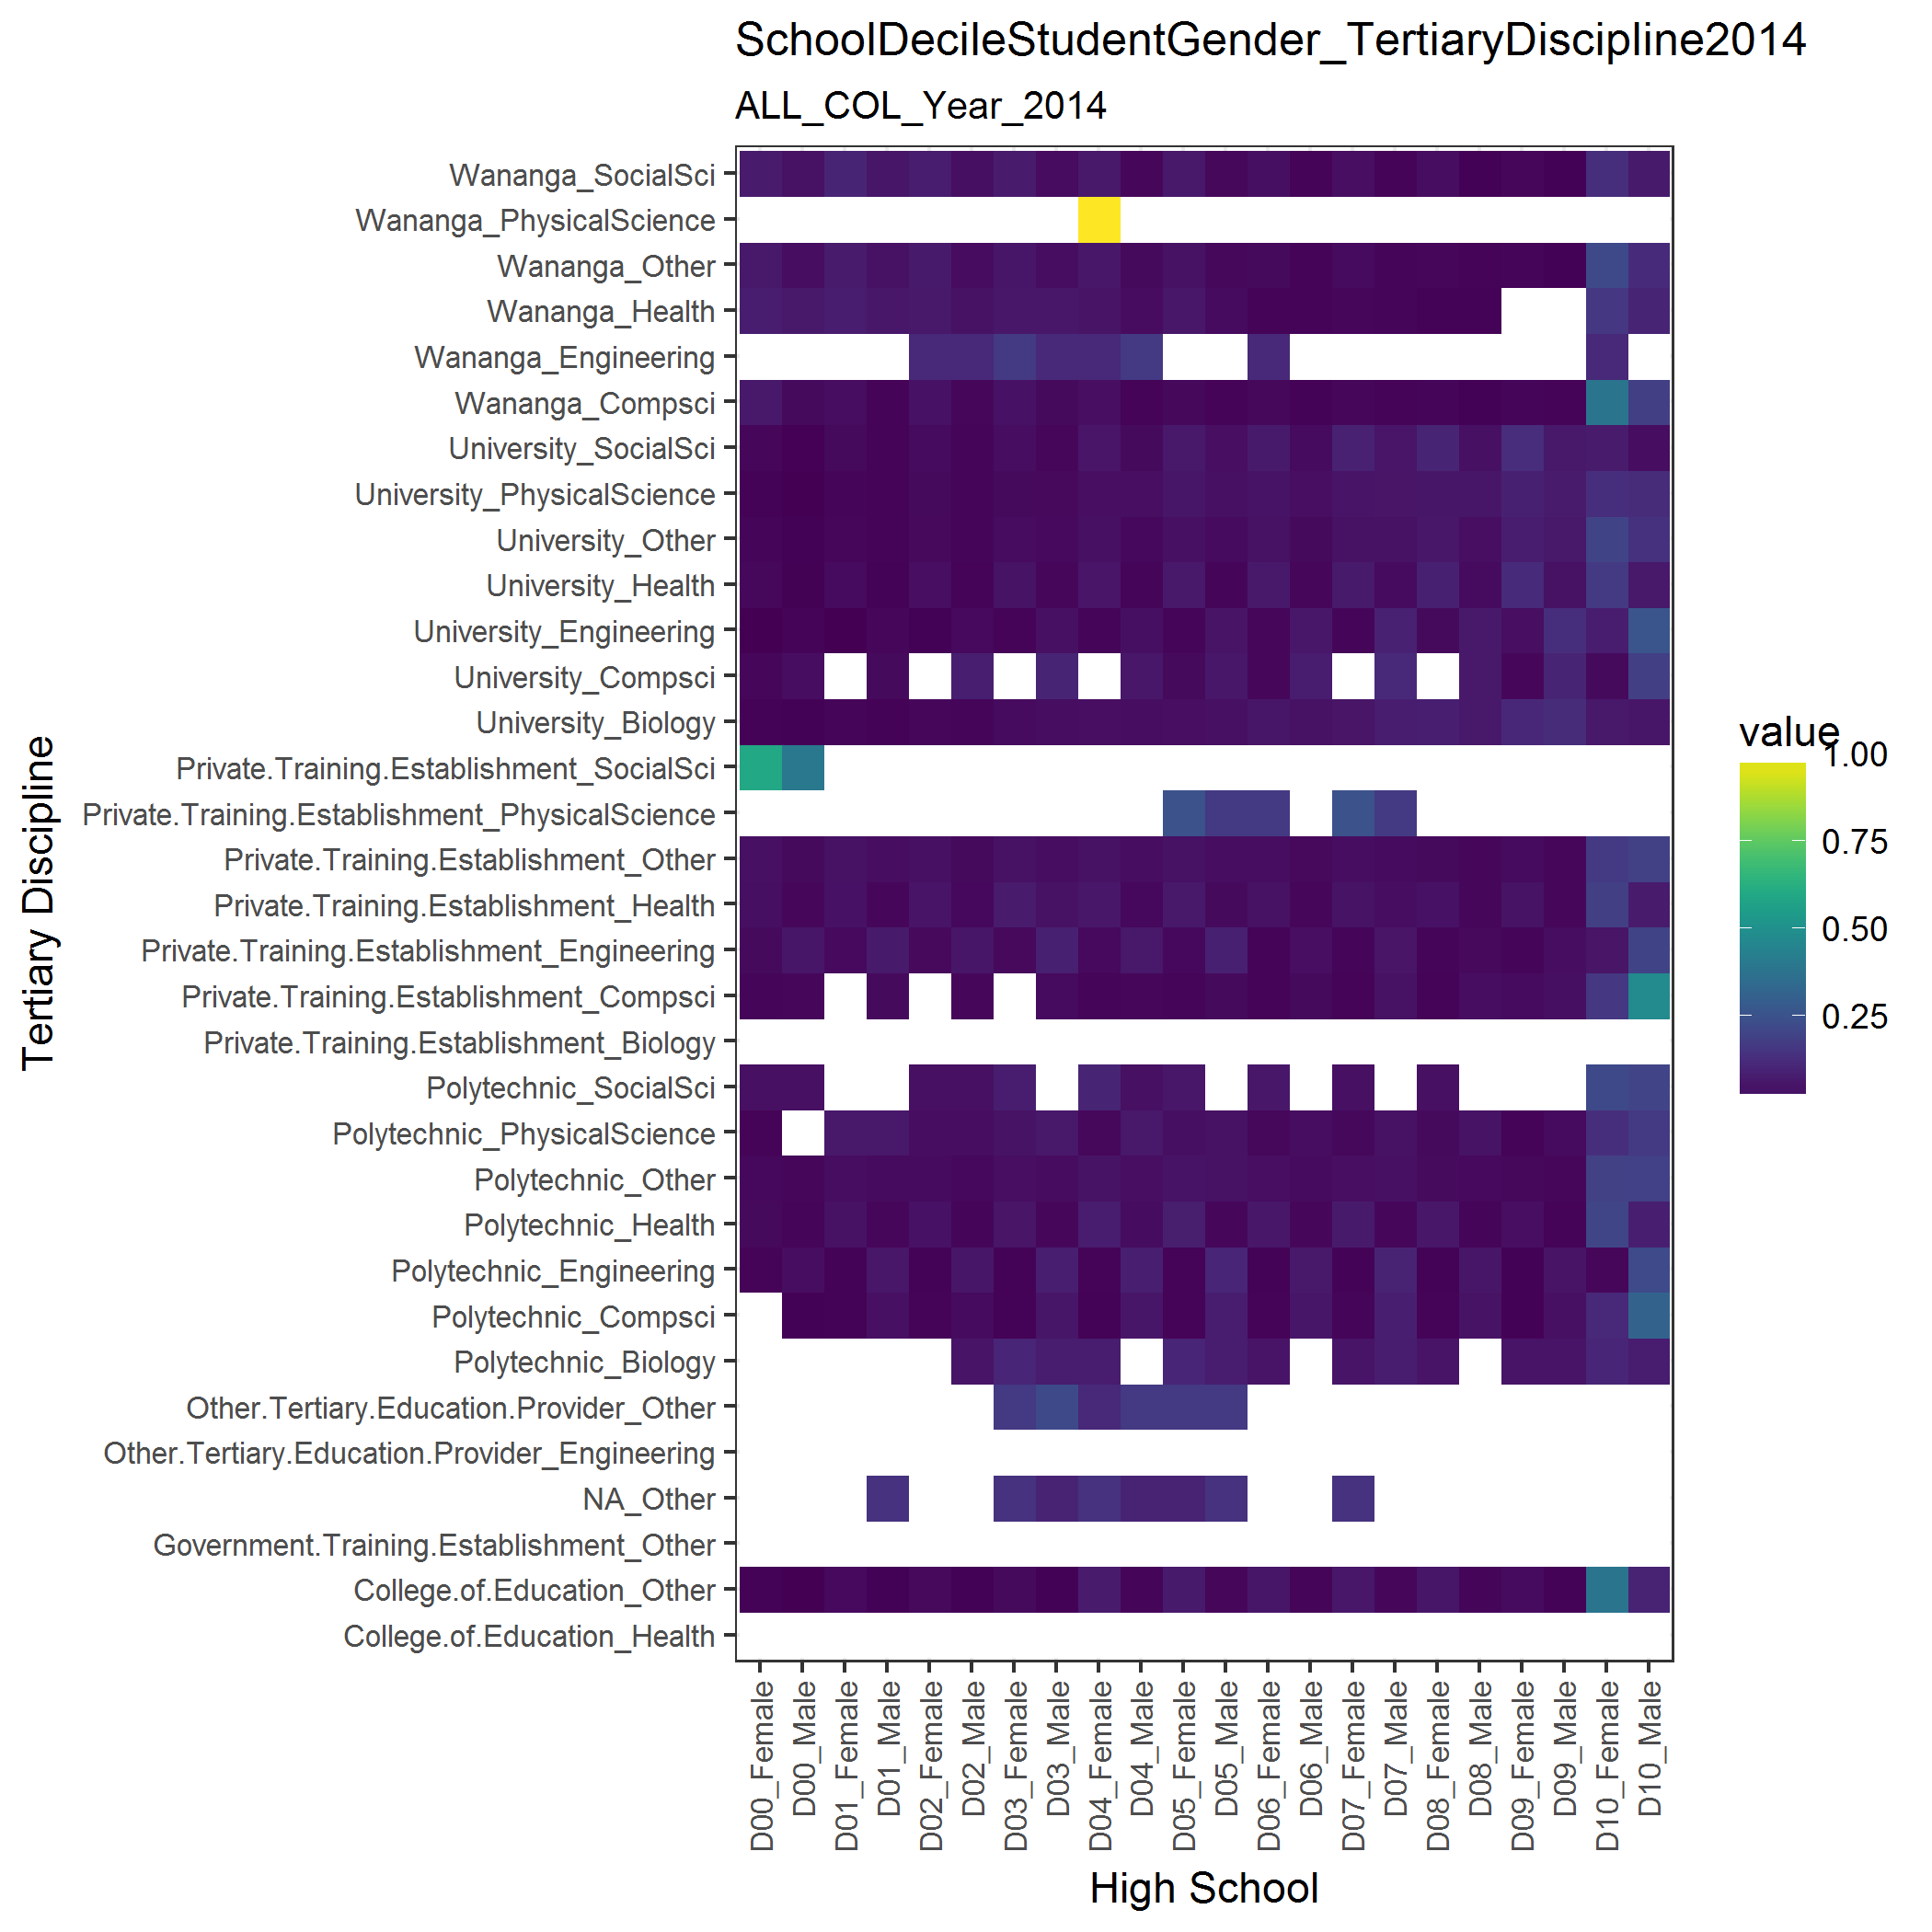 SchoolDecileStudentGender_TertiaryDiscipline2014
ALL_COL_Year_2014
Tertiary Discipline
Wananga_SocialSci
Wananga_PhysicalScience
Wananga_Other
Wananga_Health
Wananga_Engineering
Wananga_Compsci
University_SocialSci
University_PhysicalScience
University_Other
University_Health
University_Engineering
University_Compsci
University_Biology
Private.Training.Establishment_SocialSci
Private.Training.Establishment_PhysicalScience
Private.Training.Establishment_Other
Private.Training.Establishment_Health
Private.Training.Establishment_Engineering
Private.Training.Establishment_Compsci
Private.Training.Establishment_Biology
Polytechnic_SocialSci
Polytechnic_PhysicalScience
Polytechnic_Other
Polytechnic_Health
Polytechnic_Engineering
Polytechnic_Compsci
Polytechnic_Biology
Other.Tertiary.Education.Provider_Other
Other.Tertiary.Education.Provider_Engineering
NA_Other
Government.Training.Establishment_Other
College.of.Education_Other
College.of.Education_Health
D00_Female
D00_Male
D01_Female
D01_Male
D02_Female
D02_Male
D03_Female
D03_Male
D04_Female
D04_Male
D05_Female
D05_Male
D06_Female
D06_Male
D07_Female
D07_Male
D08_Female
D08_Male
D09_Female
D09_Male
D10_Female
D10_Male
High School
value
1.00
0.75
0.50
0.25